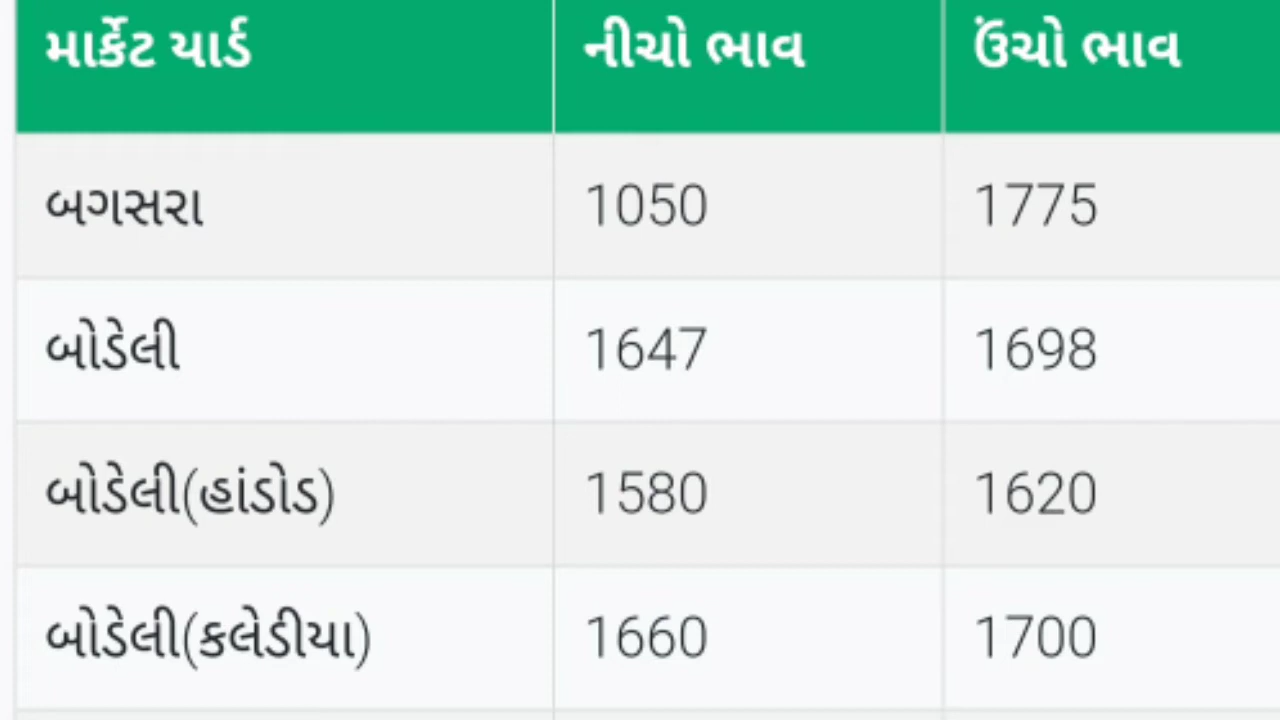 માર્કેટ યાર્ડ નીચો ભાવ ઉંચો ભાવ
બગસરા 1050 1775
બોડેલી 1647 1698
બોડેલી(હાંડોડ) 1580 1620
બોડેલી(કલેડીયા) 1660 1700